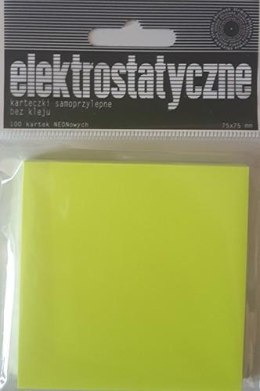 elektrostatyczne
karteczki samoprzylepne
bez kleju
100 kartek NEONowych 75x75 mm